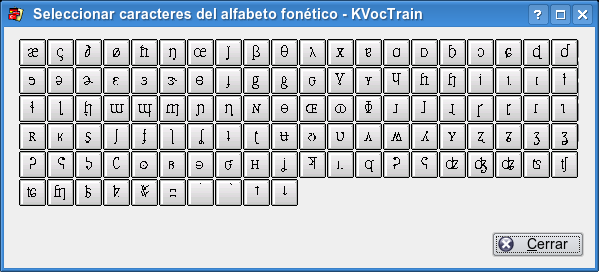 Seleccionar caracteres del alfabeto fonético - KVocTrain
æ ç ð ø ħ ŋ œ ʃ β θ λ x ɐ ɑ ɒ ɓ ɔ ɕ ɖ ɗ
ɘ ə ɚ ɛ ɜ ɝ ɞ ɟ ɠ ɡ ɢ ɣ ɤ ɥ ɦ ɧ ɨ ɩ ɪ ɫ
ɬ ɭ ɮ ɯ ɰ ɱ ɲ ɳ ɴ ɵ ɶ ɷ ɸ ɹ ɺ ɻ ɼ ɽ ɾ ɿ
ʀ ʁ ʂ ʃ ʄ ʅ ʆ ʇ ʈ ʉ ʊ ʋ ʌ ʍ ʎ ʏ ʐ ʑ ʒ ʓ
ʔ ʕ ʖ ʗ ʘ ʙ ʚ ʛ ʜ ʝ ʞ ʟ ʠ ʡ ʢ ʣ ʤ ʥ ʦ ʧ
ʨ ʩ ʪ ʫ ʬ ʭ ↑ ↓
Cerrar